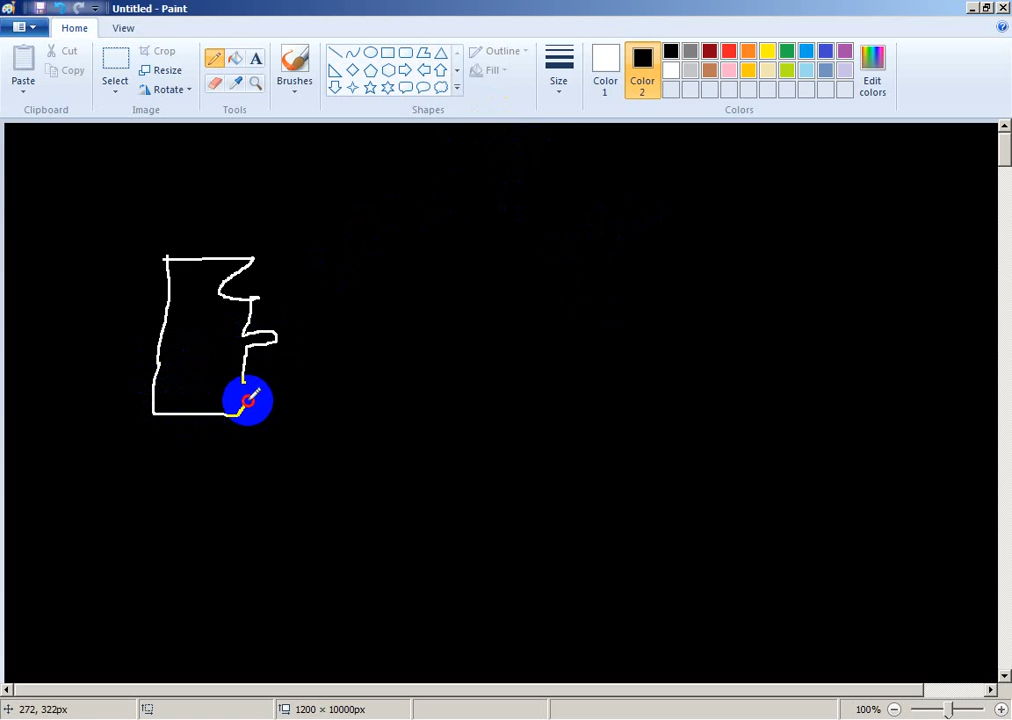 Untitled - Paint
Home
View
Paste
Cut
Copy
Clipboard
Select
Crop
Resize
Rotate
Image
A
Tools
Brushes
Outline
Fill
Shapes
Size
Color
1
Color
2
Edit
colors
Colors
272, 322px
1200 × 10000px
100%